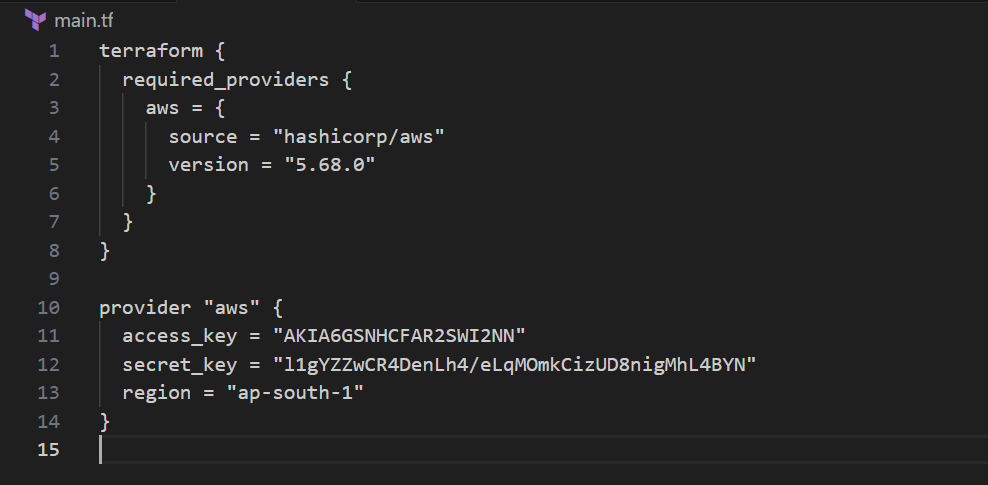 main.tf
1 terraform {
2 required_providers {
3 aws = {
4 source = "hashicorp/aws"
5 version = "5.68.0"
6 }
7 }
8 }
9
10 provider "aws" {
11 access_key = "AKIA6GSNHCFAR2SWI2NN"
12 secret_key = "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"
13 region = "ap-south-1"
14 }
15